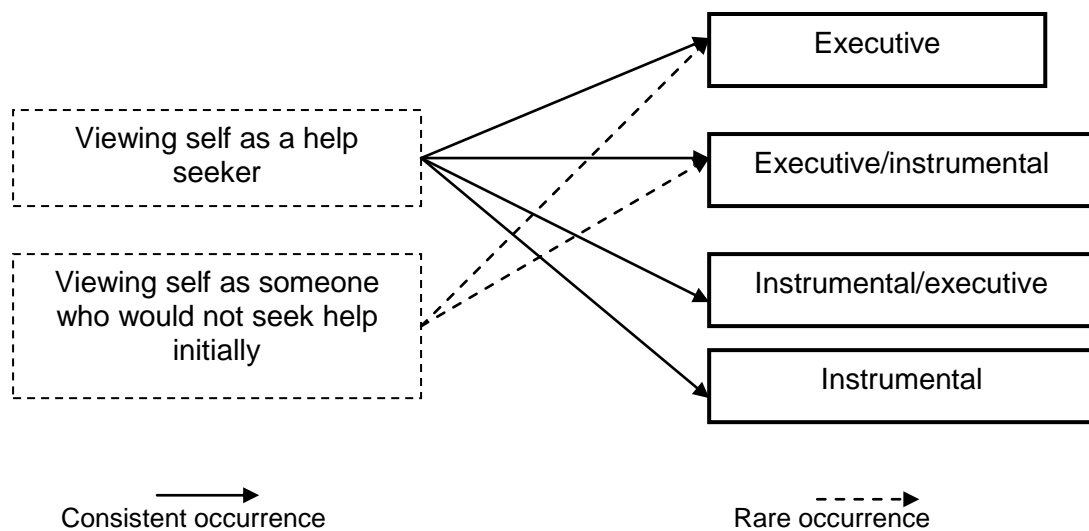 Executive
Viewing self as a help
seeker
Executive/instrumental
Viewing self as someone
who would not seek help
initially
Instrumental/executive
Instrumental
Consistent occurrence
Rare occurrence